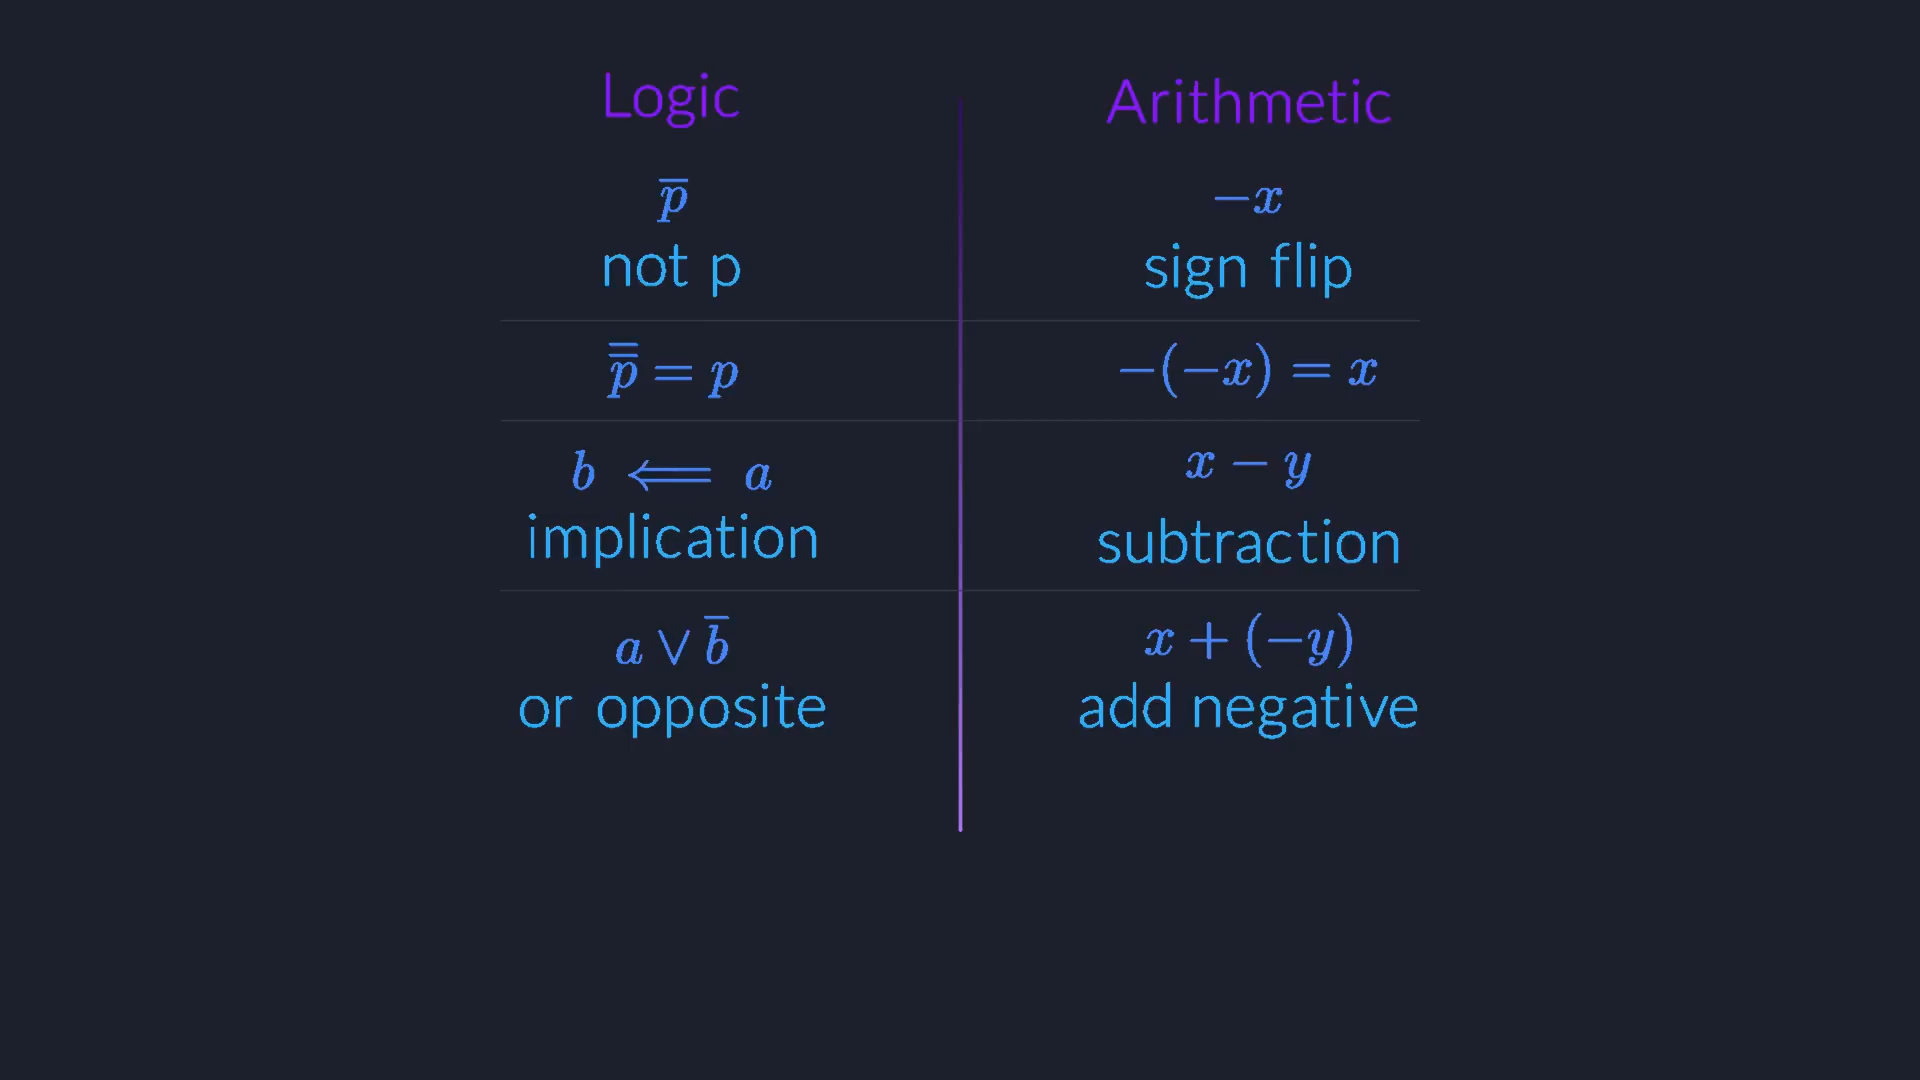 Logic
Arithmetic
p̅
−x
not p
sign flip
p̿ = p
−(−x) = x
b ⟸ a
x − y
implication
subtraction
a ∨ b̅
x + (−y)
or opposite
add negative